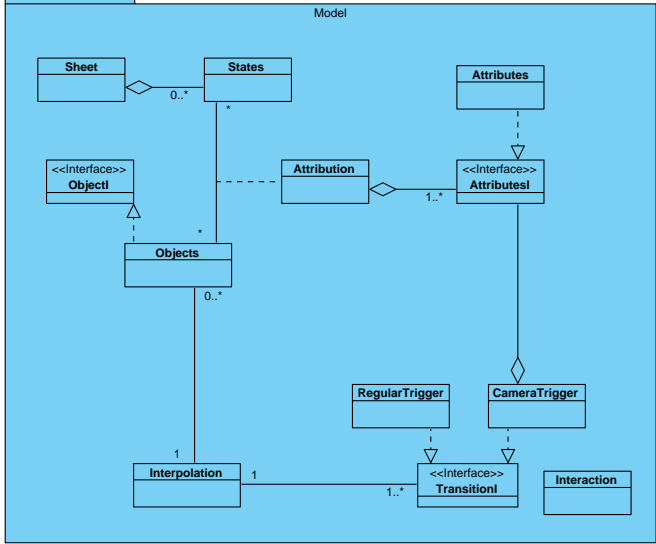 Model
Sheet
States
Attributes
0..*
*
<<Interface>>
ObjectI
Attribution
<<Interface>>
AttributesI
1..*
*
Objects
0..*
RegularTrigger
CameraTrigger
1
Interpolation
1
<<Interface>>
TransitionI
1..*
Interaction